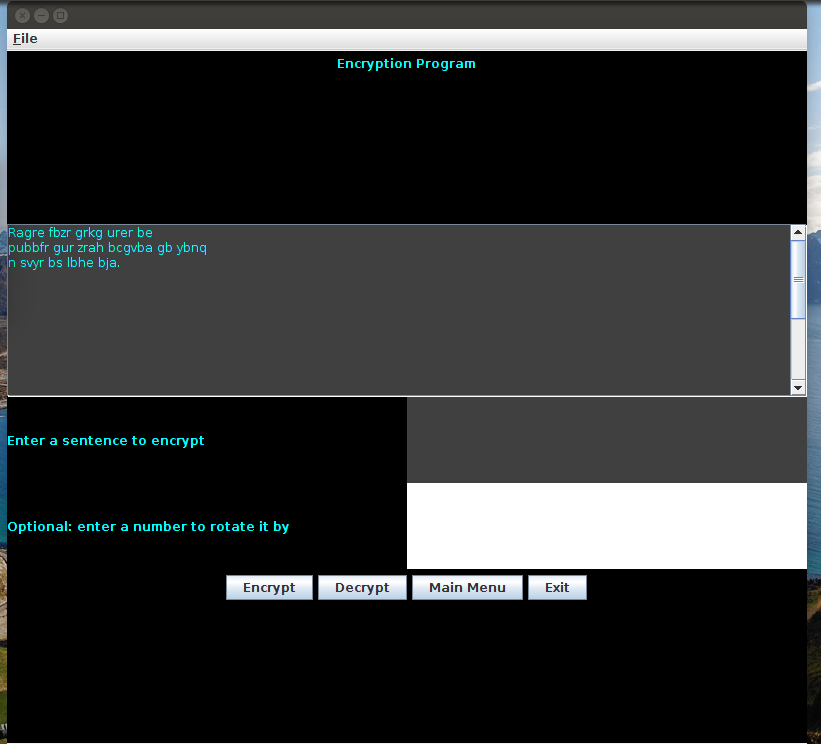 File
Encryption Program
Ragre fbzr grkg urer be
pubbfr gur zrah bcgvba gb ybnq
n svyr bs lbhe bja.
Enter a sentence to encrypt
Optional: enter a number to rotate it by
Encrypt Decrypt Main Menu Exit